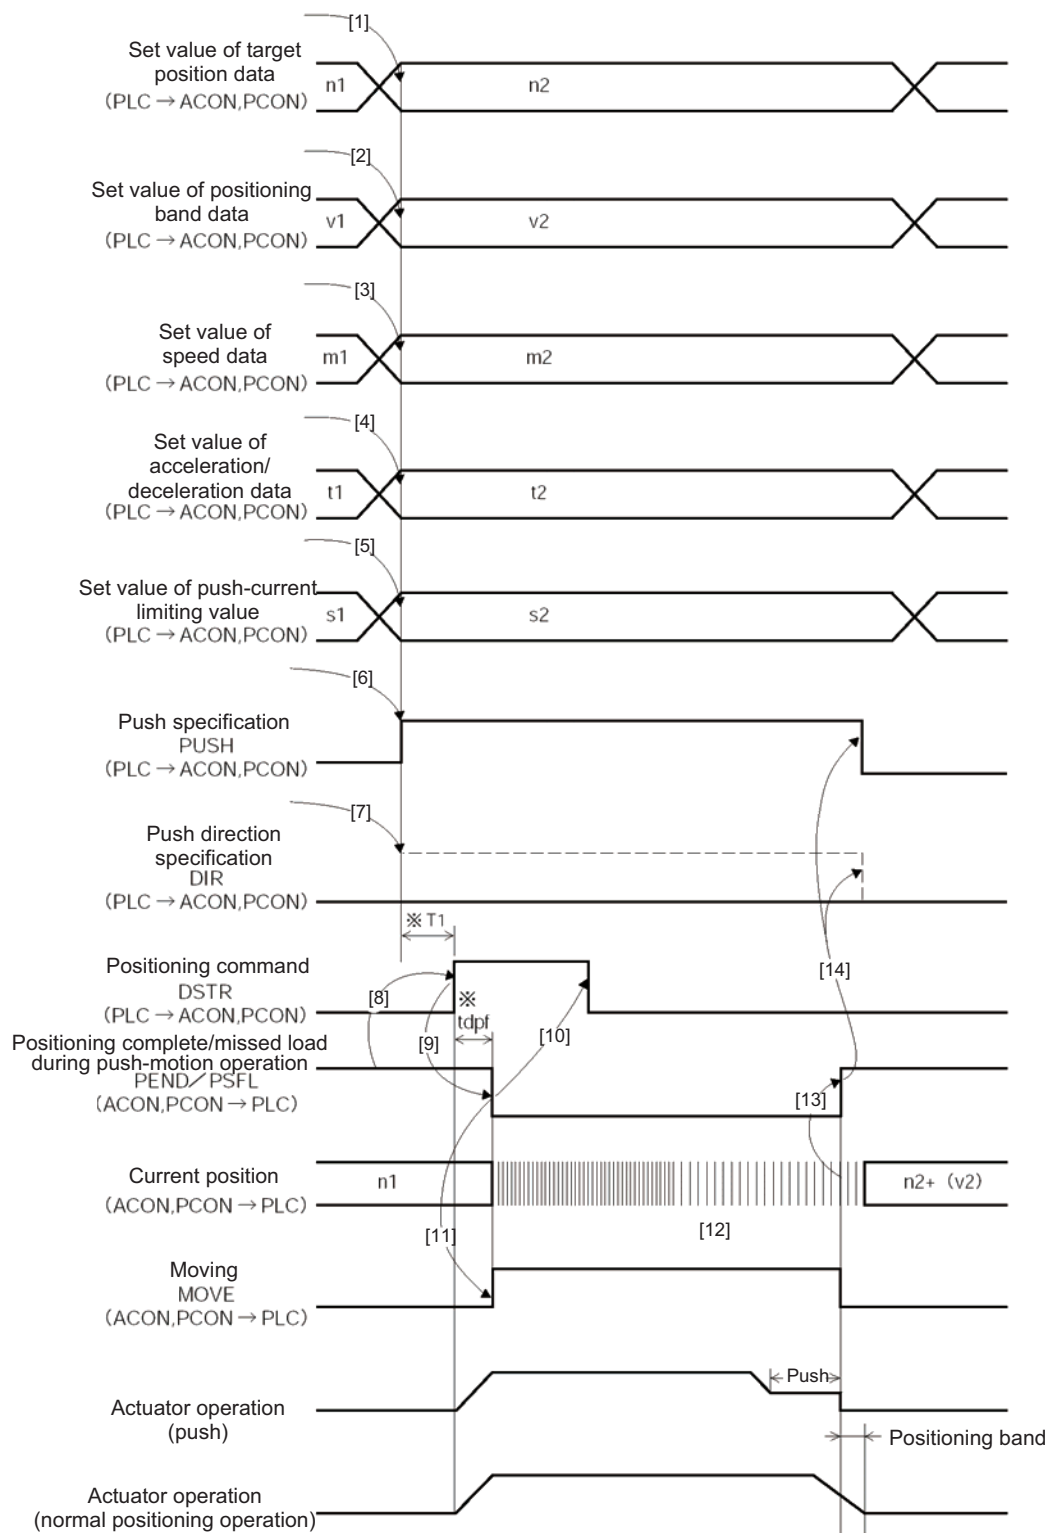 [1]
Set value of target
position data
(PLC → ACON,PCON)
n1
n2
[2]
Set value of positioning
band data
(PLC → ACON,PCON)
v1
v2
[3]
Set value of
speed data
(PLC → ACON,PCON)
m1
m2
[4]
Set value of
acceleration/
deceleration data
(PLC → ACON,PCON)
t1
t2
[5]
Set value of push-current
limiting value
(PLC → ACON,PCON)
s1
s2
[6]
Push specification
PUSH
(PLC → ACON,PCON)
[7]
Push direction
specification
DIR
(PLC → ACON,PCON)
※ T1
Positioning command
DSTR
(PLC → ACON,PCON)
[8]
※
tdpf
[9]
[10]
[14]
Positioning complete/missed load
during push-motion operation
PEND/PSFL
(ACON,PCON → PLC)
[13]
Current position
(ACON,PCON → PLC)
n1
n2+ (v2)
[11]
[12]
Moving
MOVE
(ACON,PCON → PLC)
Push
Actuator operation
(push)
Positioning band
Actuator operation
(normal positioning operation)